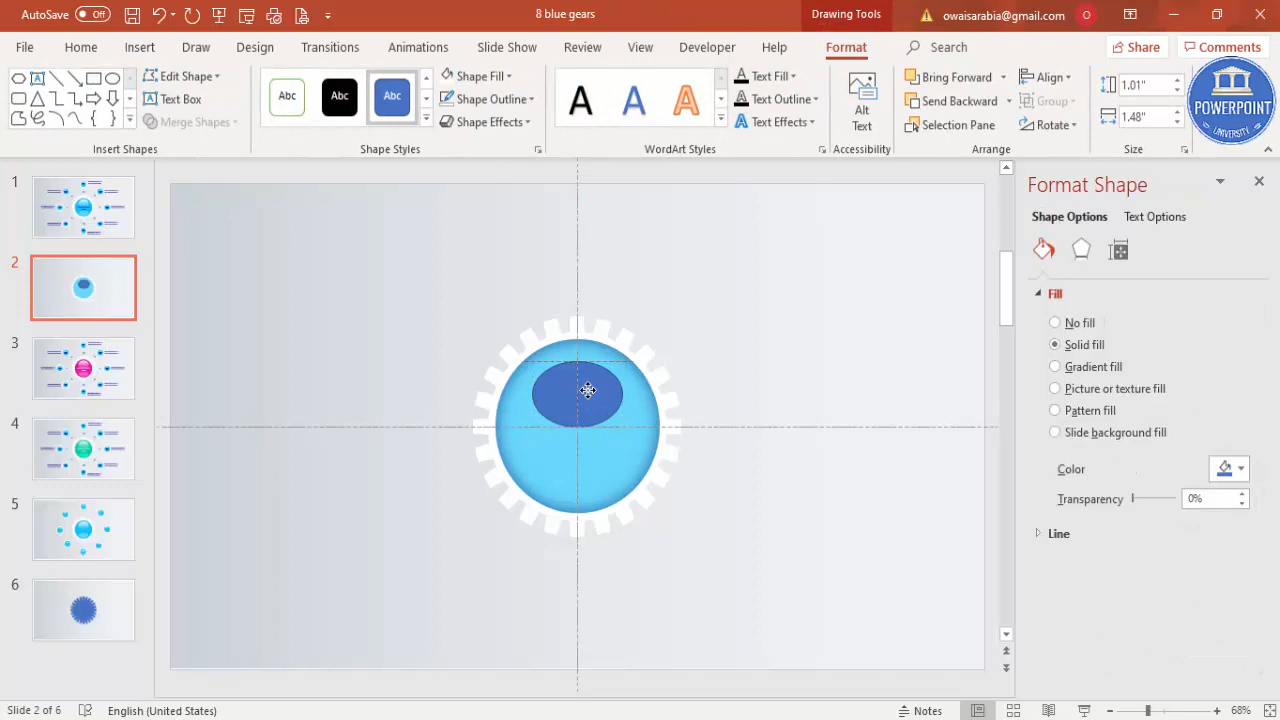 AutoSave Off 8 blue gears Drawing Tools owaisarabia@gmail.com O
File Home Insert Draw Design Transitions Animations Slide Show Review View Developer Help Format Search Share Comments
Edit Shape
Text Box
Merge Shapes
Insert Shapes
Abc Abc Abc
Shape Fill
Shape Outline
Shape Effects
Shape Styles
A A A
Text Fill
Text Outline
Text Effects
WordArt Styles
Alt
Text
Accessibility
Bring Forward
Send Backward
Selection Pane
Align
Group
Rotate
Arrange
1.01"
1.48"
Size
POWERPOINT
UNIVERSITY
1
2
3
4
5
6
Format Shape
Shape Options Text Options
Fill
No fill
Solid fill
Gradient fill
Picture or texture fill
Pattern fill
Slide background fill
Color
Transparency 0%
Line
Slide 2 of 6 English (United States) Notes 68%